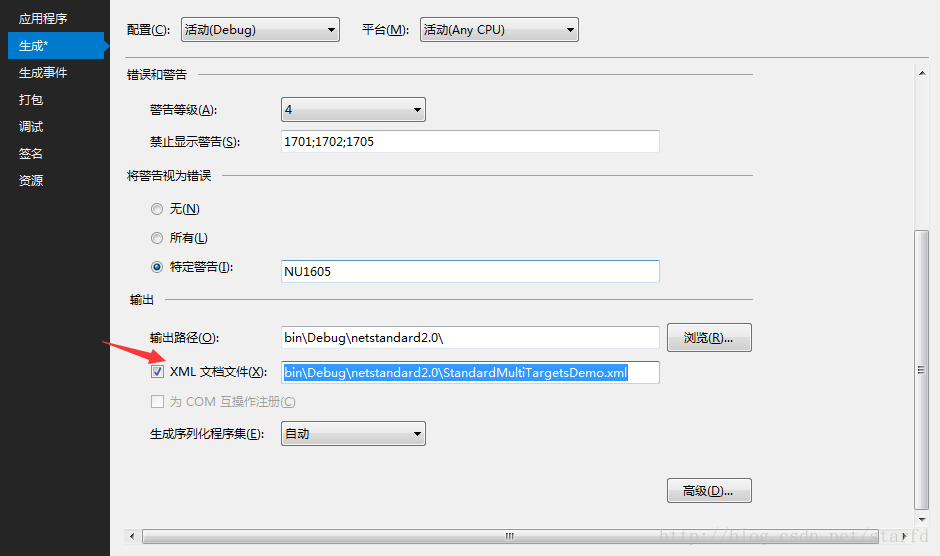 应用程序
生成*
生成事件
打包
调试
签名
资源
配置(C): 活动(Debug) 平台(M): 活动(Any CPU)
错误和警告
警告等级(A): 4
禁止显示警告(S): 1701;1702;1705
将警告视为错误
无(N)
所有(L)
特定警告(I): NU1605
输出
输出路径(O): bin\Debug\netstandard2.0\ 浏览(R)...
XML 文档文件(X): bin\Debug\netstandard2.0\StandardMultiTargetsDemo.xml
为 COM 互操作注册(C)
生成序列化程序集(E): 自动
高级(D)...
http://blog.csdn.net/starfd